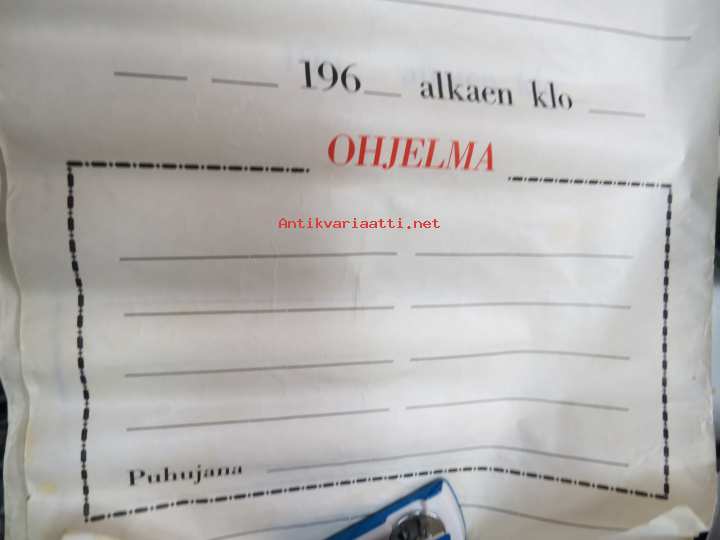 196 alkaen klo
OHJELMA
Antikvariaatti.net
Puhujana